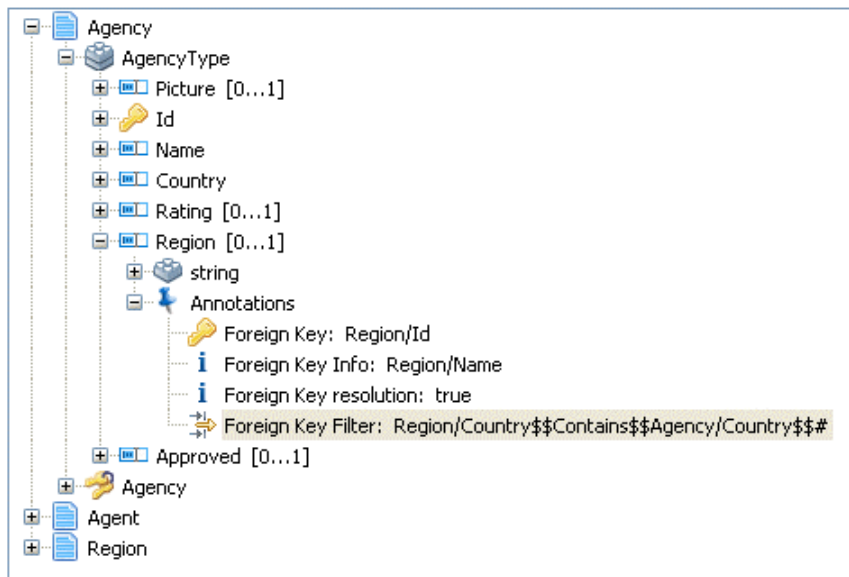 Agency
AgencyType
Picture [0...1]
Id
Name
Country
Rating [0...1]
Region [0...1]
string
Annotations
Foreign Key: Region/Id
Foreign Key Info: Region/Name
Foreign Key resolution: true
Foreign Key Filter: Region/Country$$Contains$$Agency/Country$$#
Approved [0...1]
Agency
Agent
Region